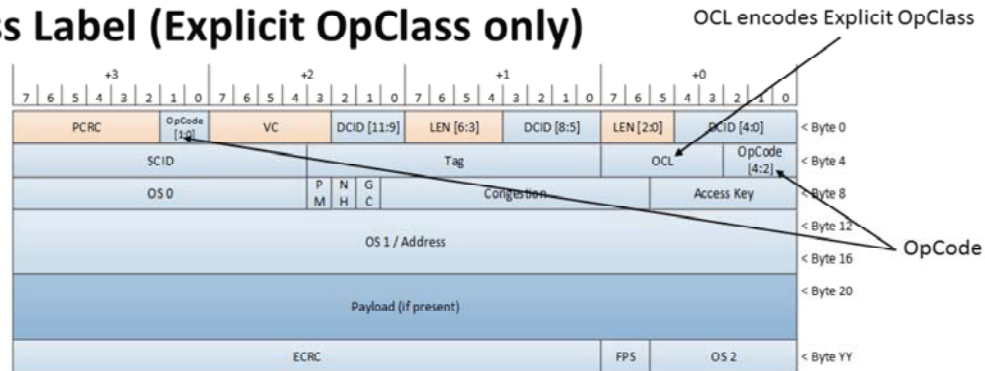 ss Label (Explicit OpClass only)
OCL encodes Explicit OpClass
+3 +2 +1 +0
7 6 5 4 3 2 1 0 7 6 5 4 3 2 1 0 7 6 5 4 3 2 1 0 7 6 5 4 3 2 1 0
PCRC OpCode [1:0] VC DCID [11:9] LEN [6:3] DCID [8:5] LEN [2:0] DCID [4:0] < Byte 0
SCID Tag OCL OpCode [4:2] < Byte 4
OS 0 PM NH GC Congestion Access Key < Byte 8
< Byte 12
OS 1 / Address
OpCode
< Byte 16
< Byte 20
Payload (if present)
ECRC FPS OS 2 < Byte YY